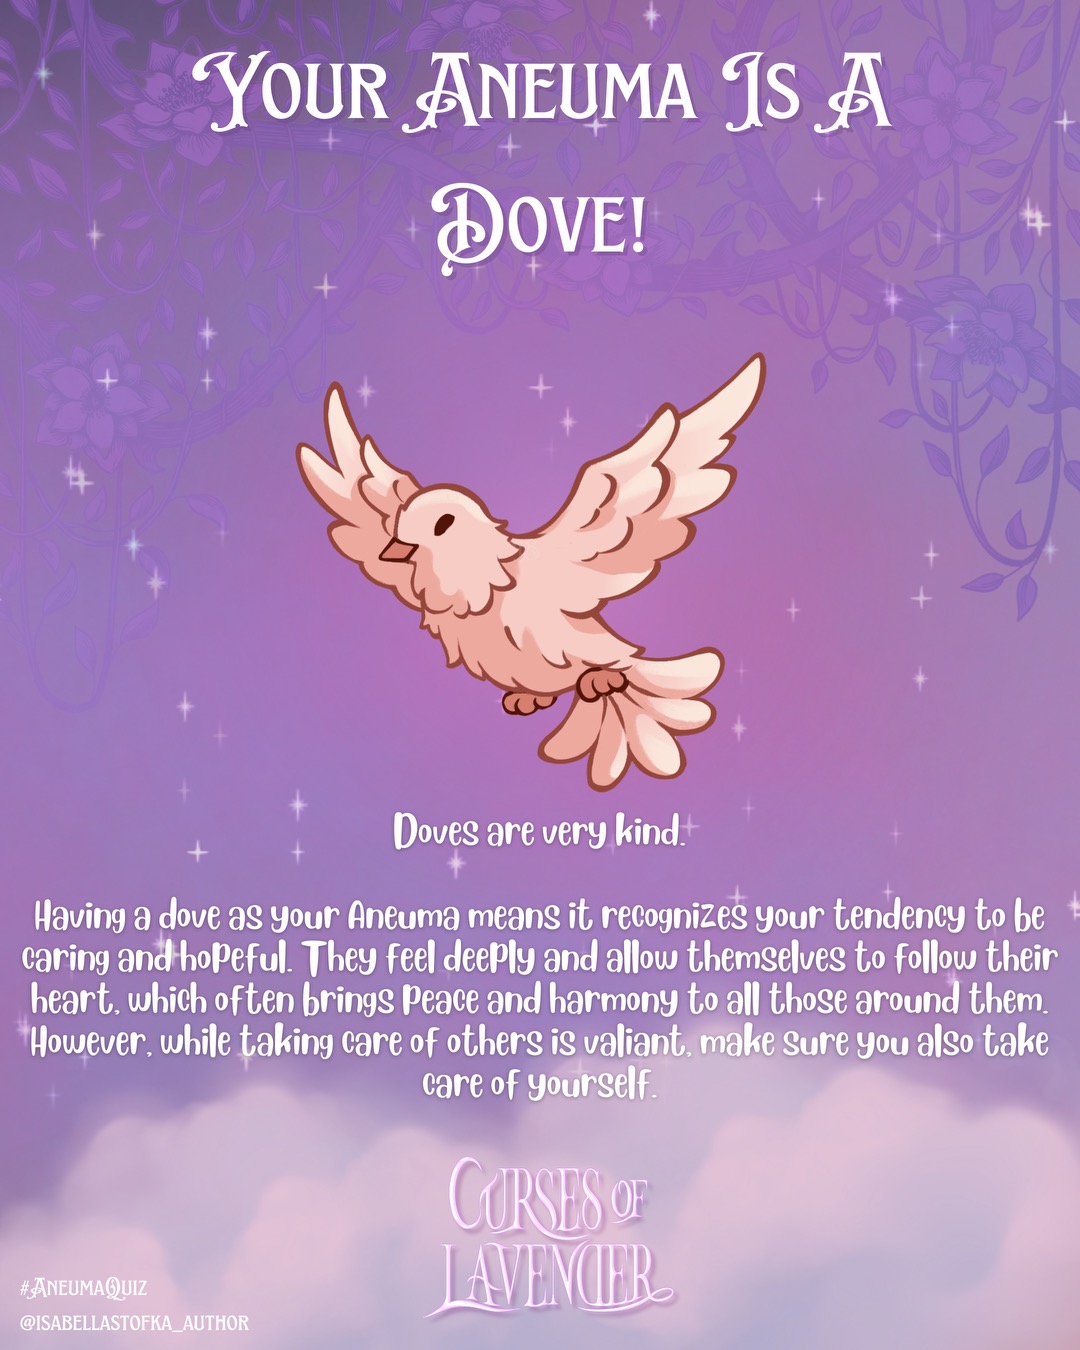 Your Aneuma Is A
Dove!
Doves are very kind.
Having a dove as your Aneuma means it recognizes your tendency to be
caring and hopeful. They feel deeply and allow themselves to follow their
heart, which often brings peace and harmony to all those around them.
However, while taking care of others is valiant, make sure you also take
care of yourself.
Curses of
Lavender
#AneumaQuiz
@isabellastofka_author